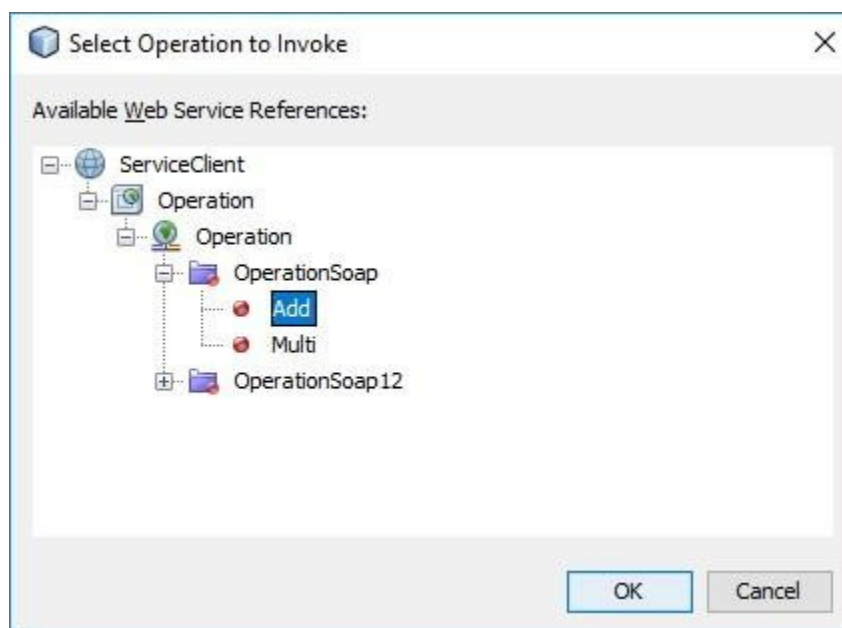 Select Operation to Invoke
Available Web Service References:
ServiceClient
Operation
Operation
OperationSoap
Add
Multi
OperationSoap12
OK Cancel